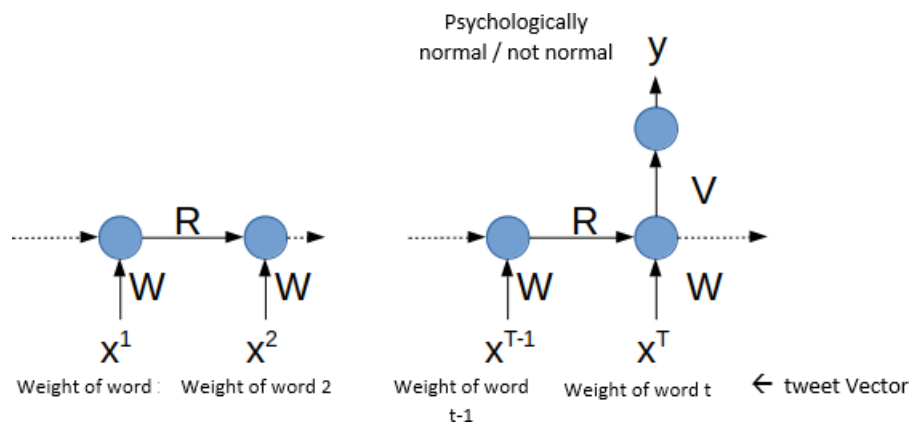 Psychologically
normal / not normal
y
V
R
R
W
W
W
W
x¹
x²
xᵀ⁻¹
xᵀ
Weight of word
Weight of word 2
Weight of word
t-1
Weight of word t
← tweet Vector